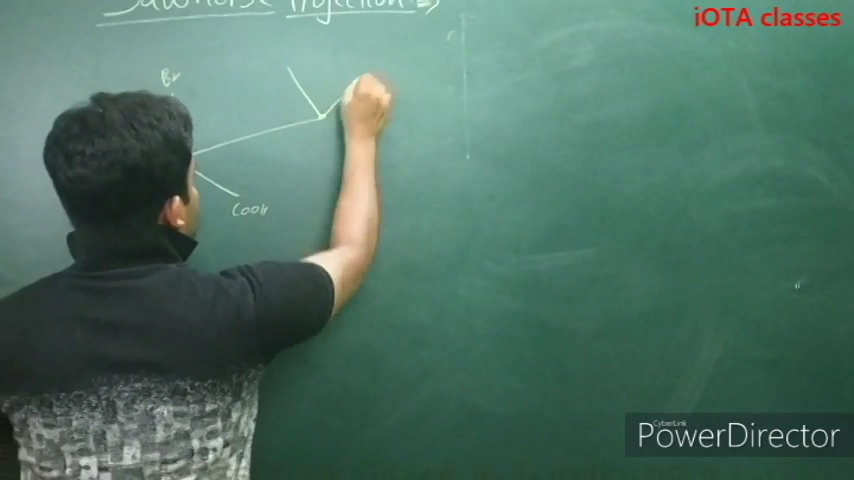 Sawhorse Projection ⇒
iOTA classes
Br
COOH
CyberLink
PowerDirector